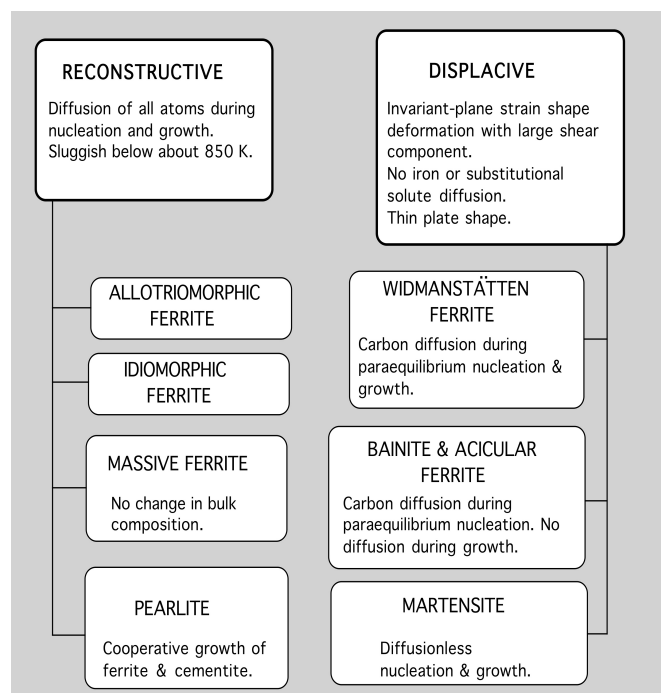 RECONSTRUCTIVE
Diffusion of all atoms during
nucleation and growth.
Sluggish below about 850 K.
ALLOTRIOMORPHIC
FERRITE
IDIOMORPHIC
FERRITE
MASSIVE FERRITE
No change in bulk
composition.
PEARLITE
Cooperative growth of
ferrite & cementite.
DISPLACIVE
Invariant-plane strain shape
deformation with large shear
component.
No iron or substitutional
solute diffusion.
Thin plate shape.
WIDMANSTÄTTEN
FERRITE
Carbon diffusion during
paraequilibrium nucleation &
growth.
BAINITE & ACICULAR
FERRITE
Carbon diffusion during
paraequilibrium nucleation. No
diffusion during growth.
MARTENSITE
Diffusionless
nucleation & growth.